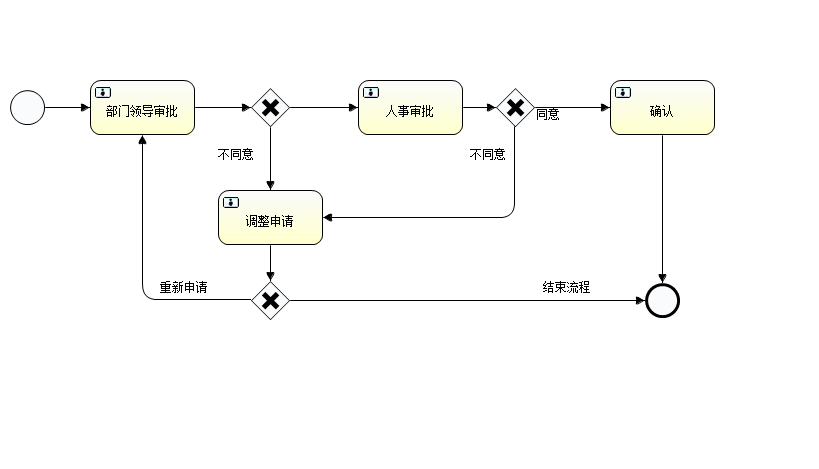 部门领导审批
人事审批
同意
确认
不同意
不同意
调整申请
重新申请
结束流程